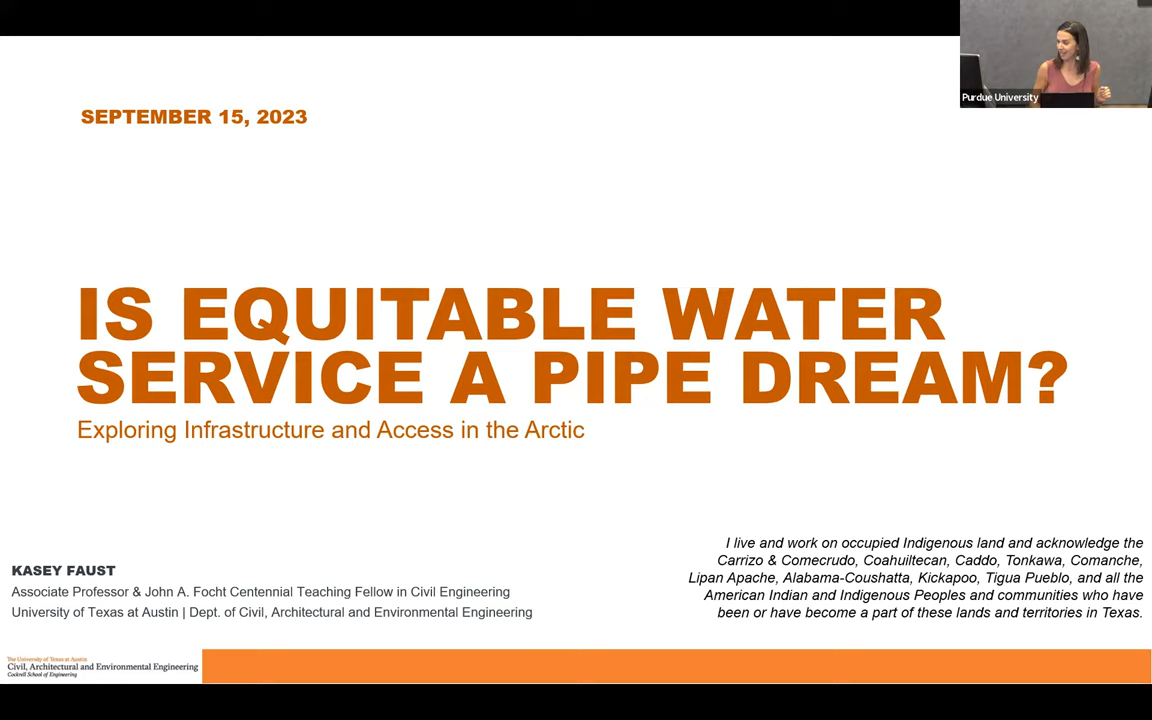 Purdue University
SEPTEMBER 15, 2023
IS EQUITABLE WATER
SERVICE A PIPE DREAM?
Exploring Infrastructure and Access in the Arctic
KASEY FAUST
Associate Professor & John A. Focht Centennial Teaching Fellow in Civil Engineering
University of Texas at Austin | Dept. of Civil, Architectural and Environmental Engineering
I live and work on occupied Indigenous land and acknowledge the
Carrizo & Comecrudo, Coahuiltecan, Caddo, Tonkawa, Comanche,
Lipan Apache, Alabama-Coushatta, Kickapoo, Tigua Pueblo, and all the
American Indian and Indigenous Peoples and communities who have
been or have become a part of these lands and territories in Texas.
The University of Texas at Austin
Civil, Architectural and Environmental Engineering
Cockrell School of Engineering